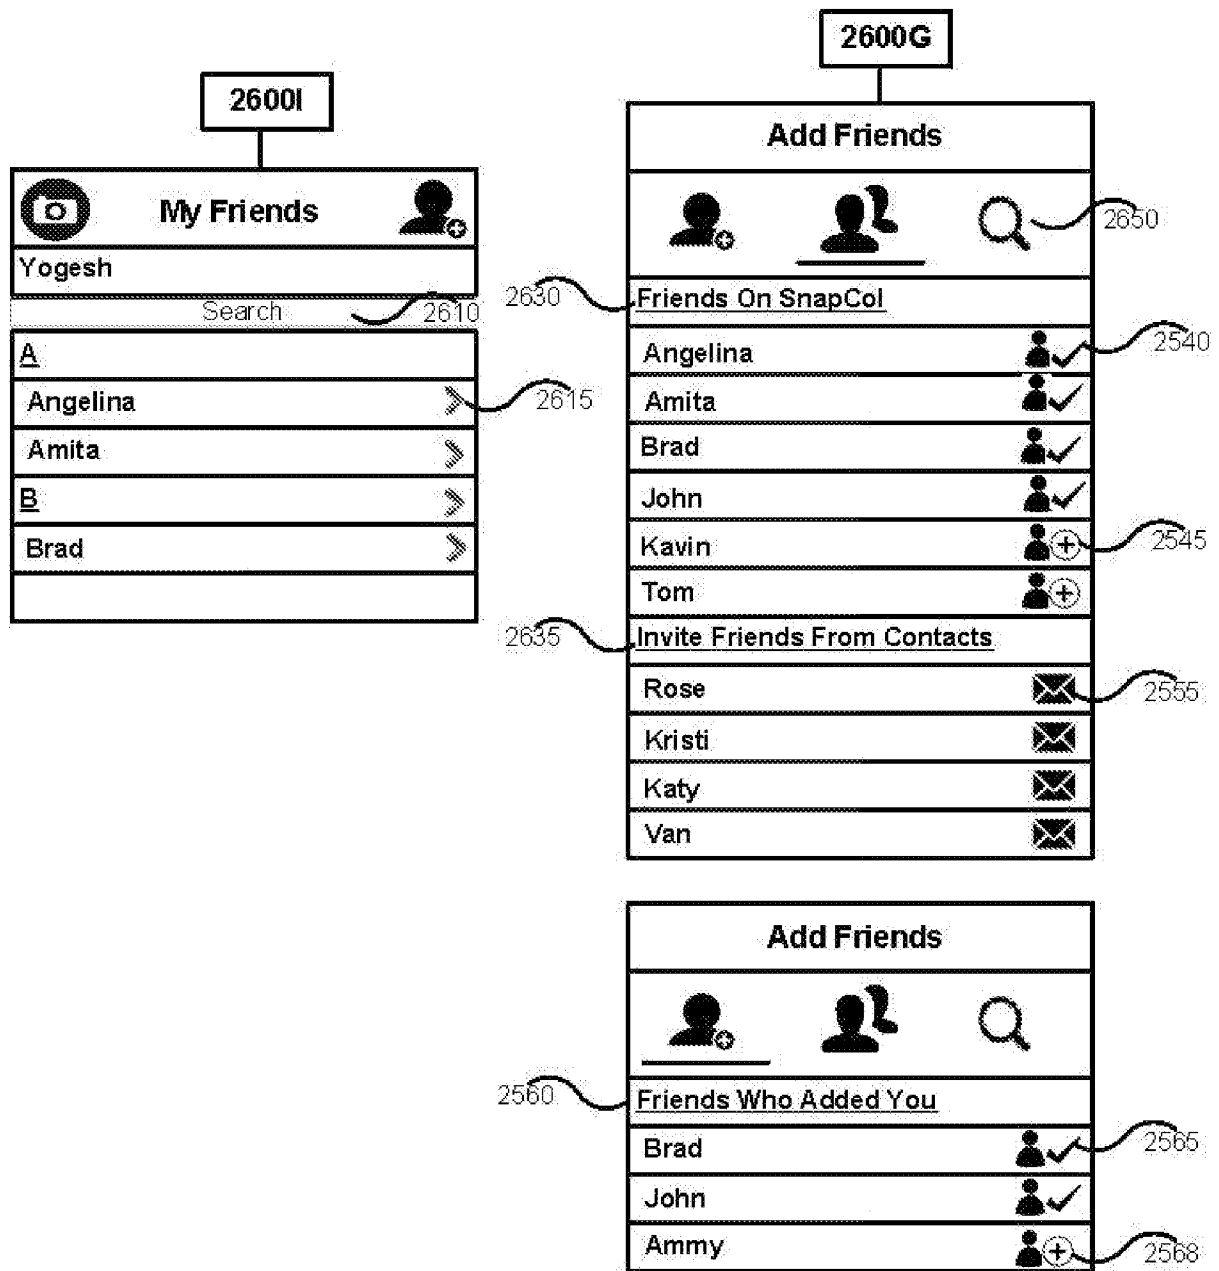 2600G
2600I
Add Friends
My Friends
2650
Yogesh
Search
2610
2630
Friends On SnapCol
A
Angelina
2540
Angelina
2615
Amita
Amita
Brad
B
John
Brad
Kavin
2545
Tom
2635
Invite Friends From Contacts
Rose
2555
Kristi
Katy
Van
Add Friends
2560
Friends Who Added You
Brad
2565
John
Ammy
2568